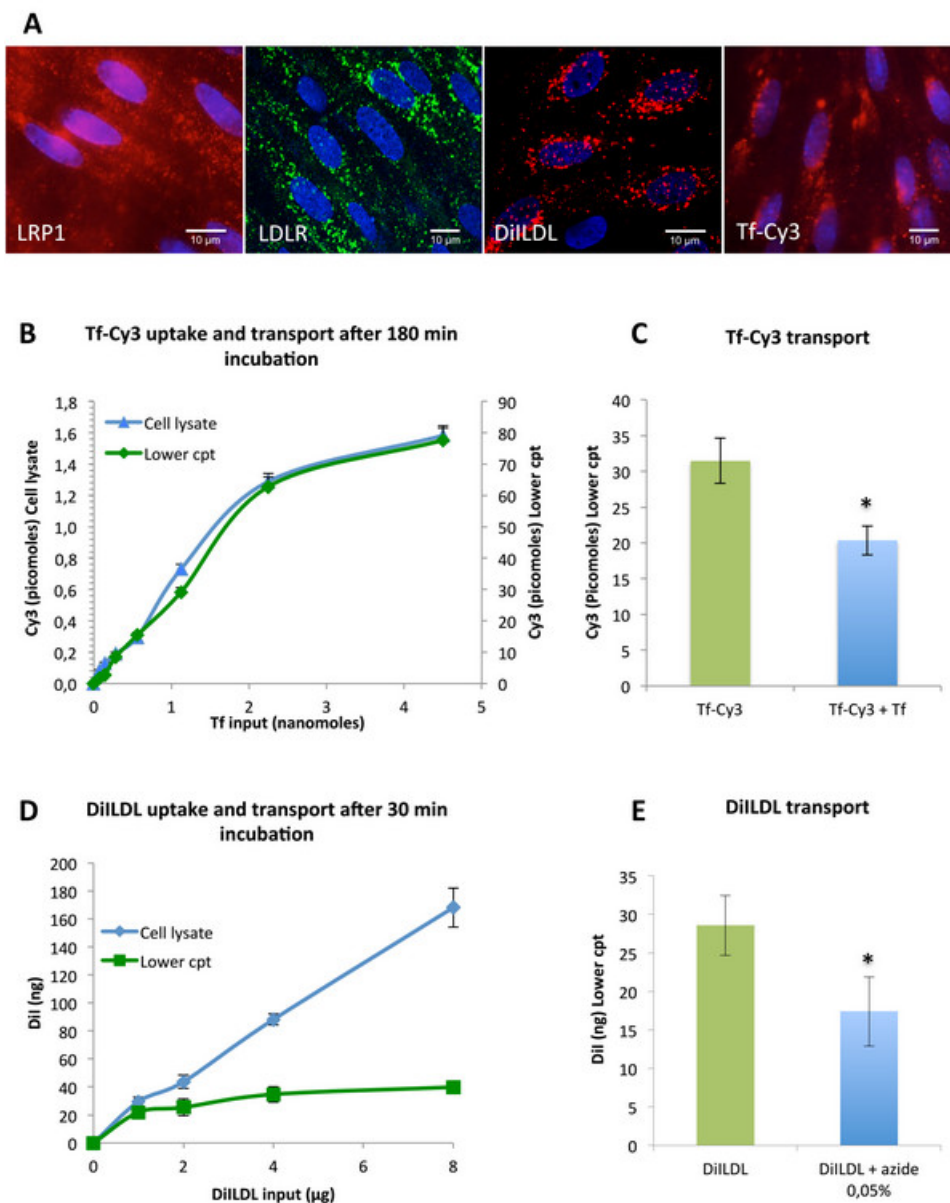 A
LRP1
10 µm
LDLR
10 µm
DiILDL
10 µm
Tf-Cy3
10 µm
B
Tf-Cy3 uptake and transport after 180 min
incubation
Cy3 (picomoles) Cell lysate
1,8
1,6
1,4
1,2
1,0
0,8
0,6
0,4
0,2
0,0
Cell lysate
Lower cpt
90
80
70
60
50
40
30
20
10
0
Cy3 (picomoles) Lower cpt
0 1 2 3 4 5
Tf input (nanomoles)
C
Tf-Cy3 transport
Cy3 (Picomoles) Lower cpt
40
35
30
25
20
15
10
5
0
*
Tf-Cy3 Tf-Cy3 + Tf
D
DiILDL uptake and transport after 30 min
incubation
DiI (ng)
200
180
160
140
120
100
80
60
40
20
0
Cell lysate
Lower cpt
0 2 4 6 8
DiILDL input (µg)
E
DiILDL transport
DiI (ng) Lower cpt
35
30
25
20
15
10
5
0
*
DiILDL DiILDL + azide
0,05%